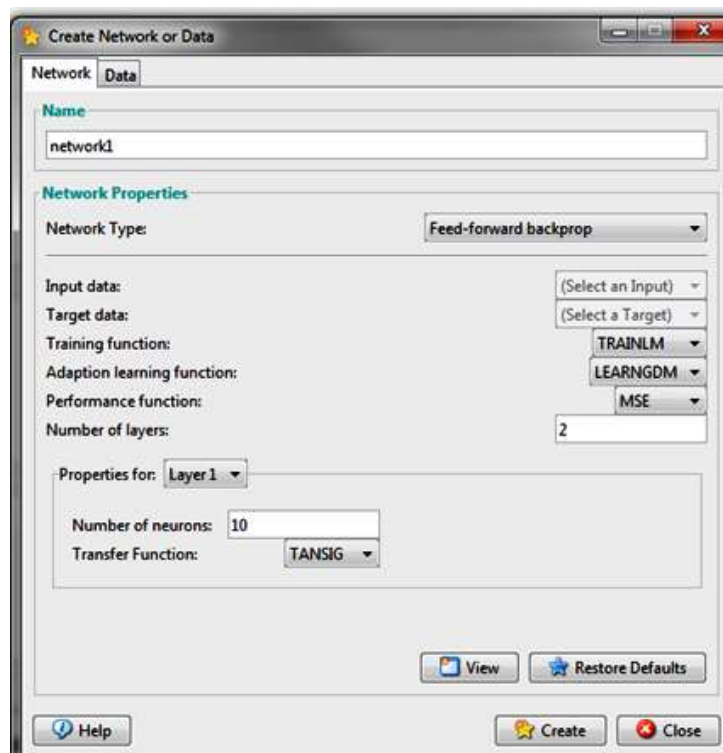 Create Network or Data
Network Data
Name
network1
Network Properties
Network Type: Feed-forward backprop
Input data: (Select an Input)
Target data: (Select a Target)
Training function: TRAINLM
Adaption learning function: LEARNGDM
Performance function: MSE
Number of layers: 2
Properties for: Layer 1
Number of neurons: 10
Transfer Function: TANSIG
View Restore Defaults
Help Create Close